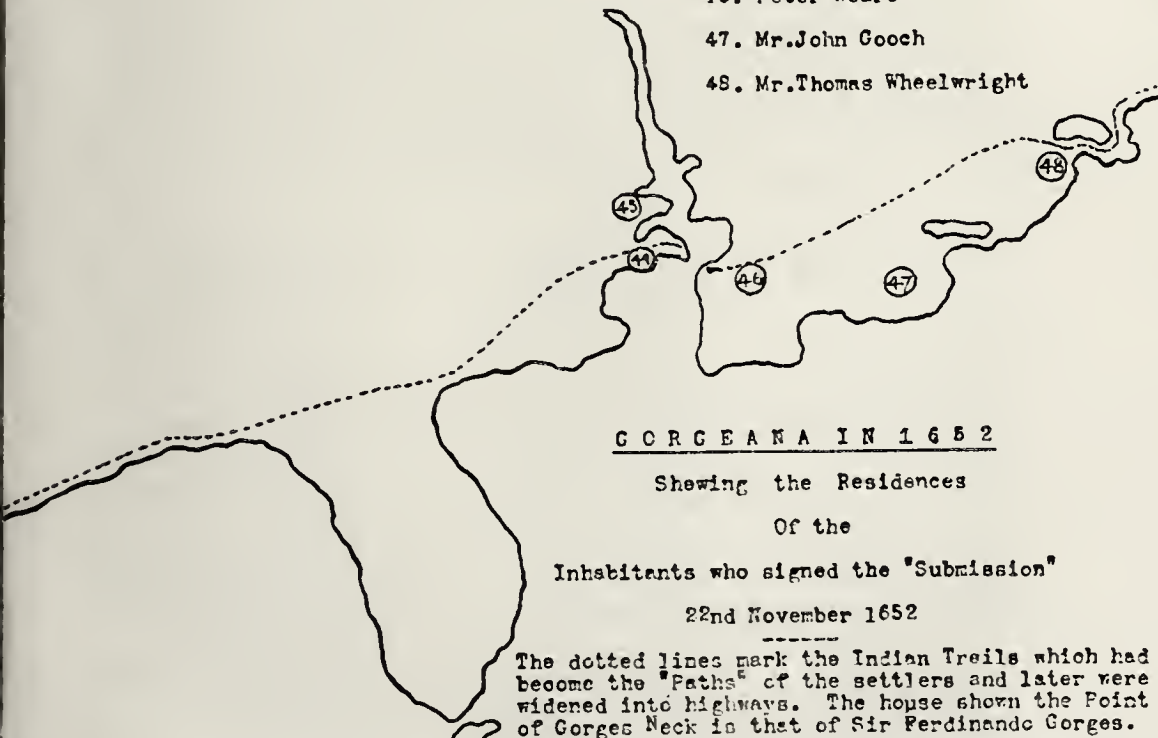 46. Peter Weare
47. Mr.John Gooch
48. Mr.Thomas Wheelwright
48
45
44
46
47
GORGEANA IN 1652
Shewing the Residences
Of the
Inhabitants who signed the "Submission"
22nd November 1652
The dotted lines mark the Indian Trails which had
become the "Paths" of the settlers and later were
widened into highways. The house shown the Point
of Gorges Neck is that of Sir Ferdinando Gorges.